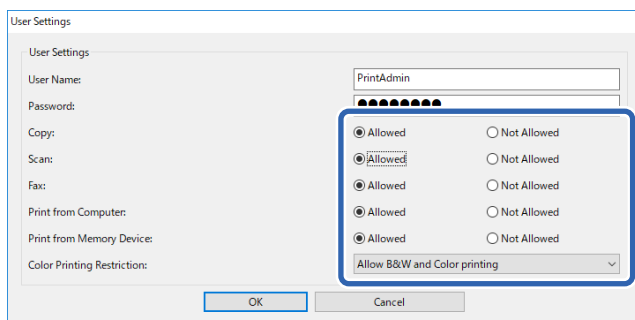 User Settings
User Settings
User Name: PrintAdmin
Password: ●●●●●●●●
Copy: Allowed Not Allowed
Scan: Allowed Not Allowed
Fax: Allowed Not Allowed
Print from Computer: Allowed Not Allowed
Print from Memory Device: Allowed Not Allowed
Color Printing Restriction: Allow B&W and Color printing
OK Cancel